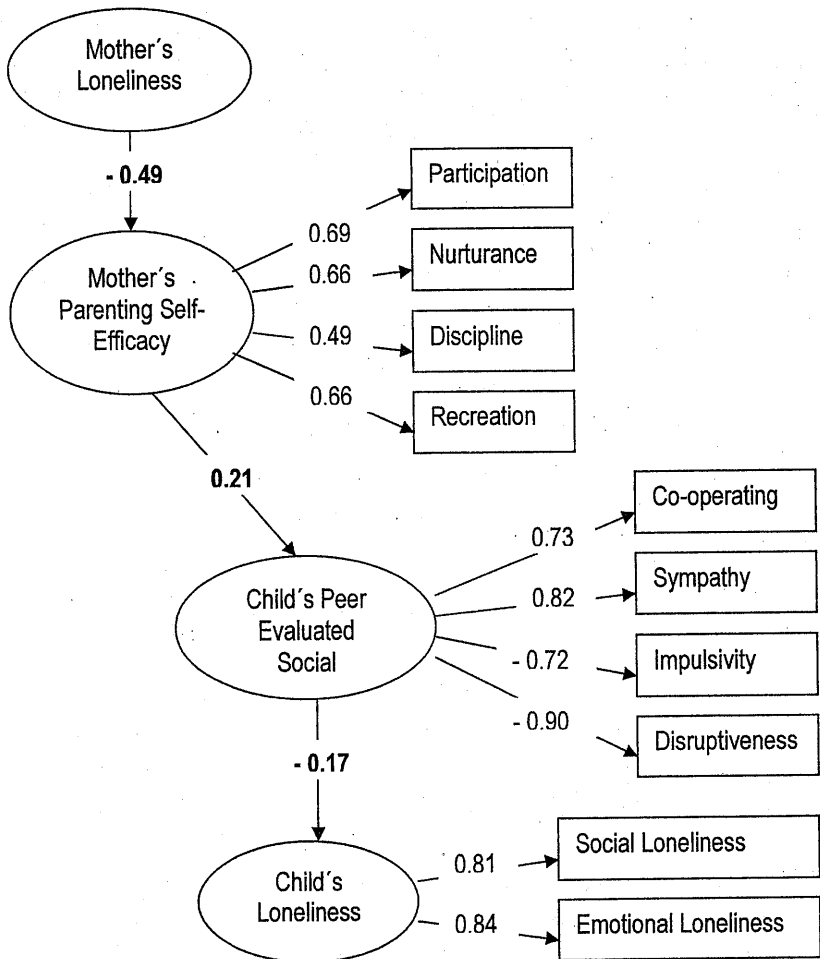 Mother´s
Loneliness
- 0.49
Mother´s
Parenting Self-
Efficacy
0.69
Participation
0.66
Nurturance
0.49
Discipline
0.66
Recreation
0.21
Child´s Peer
Evaluated
Social
0.73
Co-operating
0.82
Sympathy
- 0.72
Impulsivity
- 0.90
Disruptiveness
- 0.17
Child´s
Loneliness
0.81
Social Loneliness
0.84
Emotional Loneliness